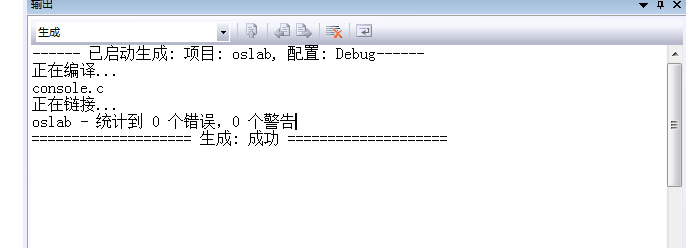 输出
生成
------ 已启动生成: 项目: oslab, 配置: Debug------
正在编译...
console.c
正在链接...
oslab - 统计到 0 个错误，0 个警告
==================== 生成: 成功 ====================